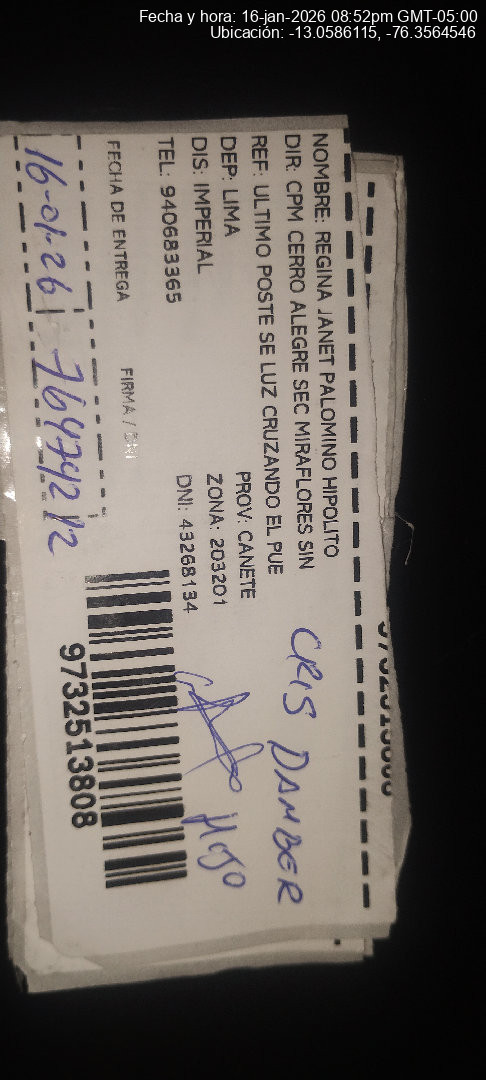 Fecha y hora: 16-jan-2026 08:52pm GMT-05:00
Ubicación: -13.0586115, -76.3564546
NOMBRE: REGINA JANET PALOMINO HIPOLITO
DIR: CPM CERRO ALEGRE SEC MIRAFLORES SIN
REF: ULTIMO POSTE SE LUZ CRUZANDO EL PUE
DEP: LIMA PROV: CANETE
DIS: IMPERIAL ZONA: 203201
TEL: 940683365 DNI: 43268134
CRIS DAMBER
HIJO
FECHA DE ENTREGA FIRMA / DNI
16-01-26 76474212
9732513808